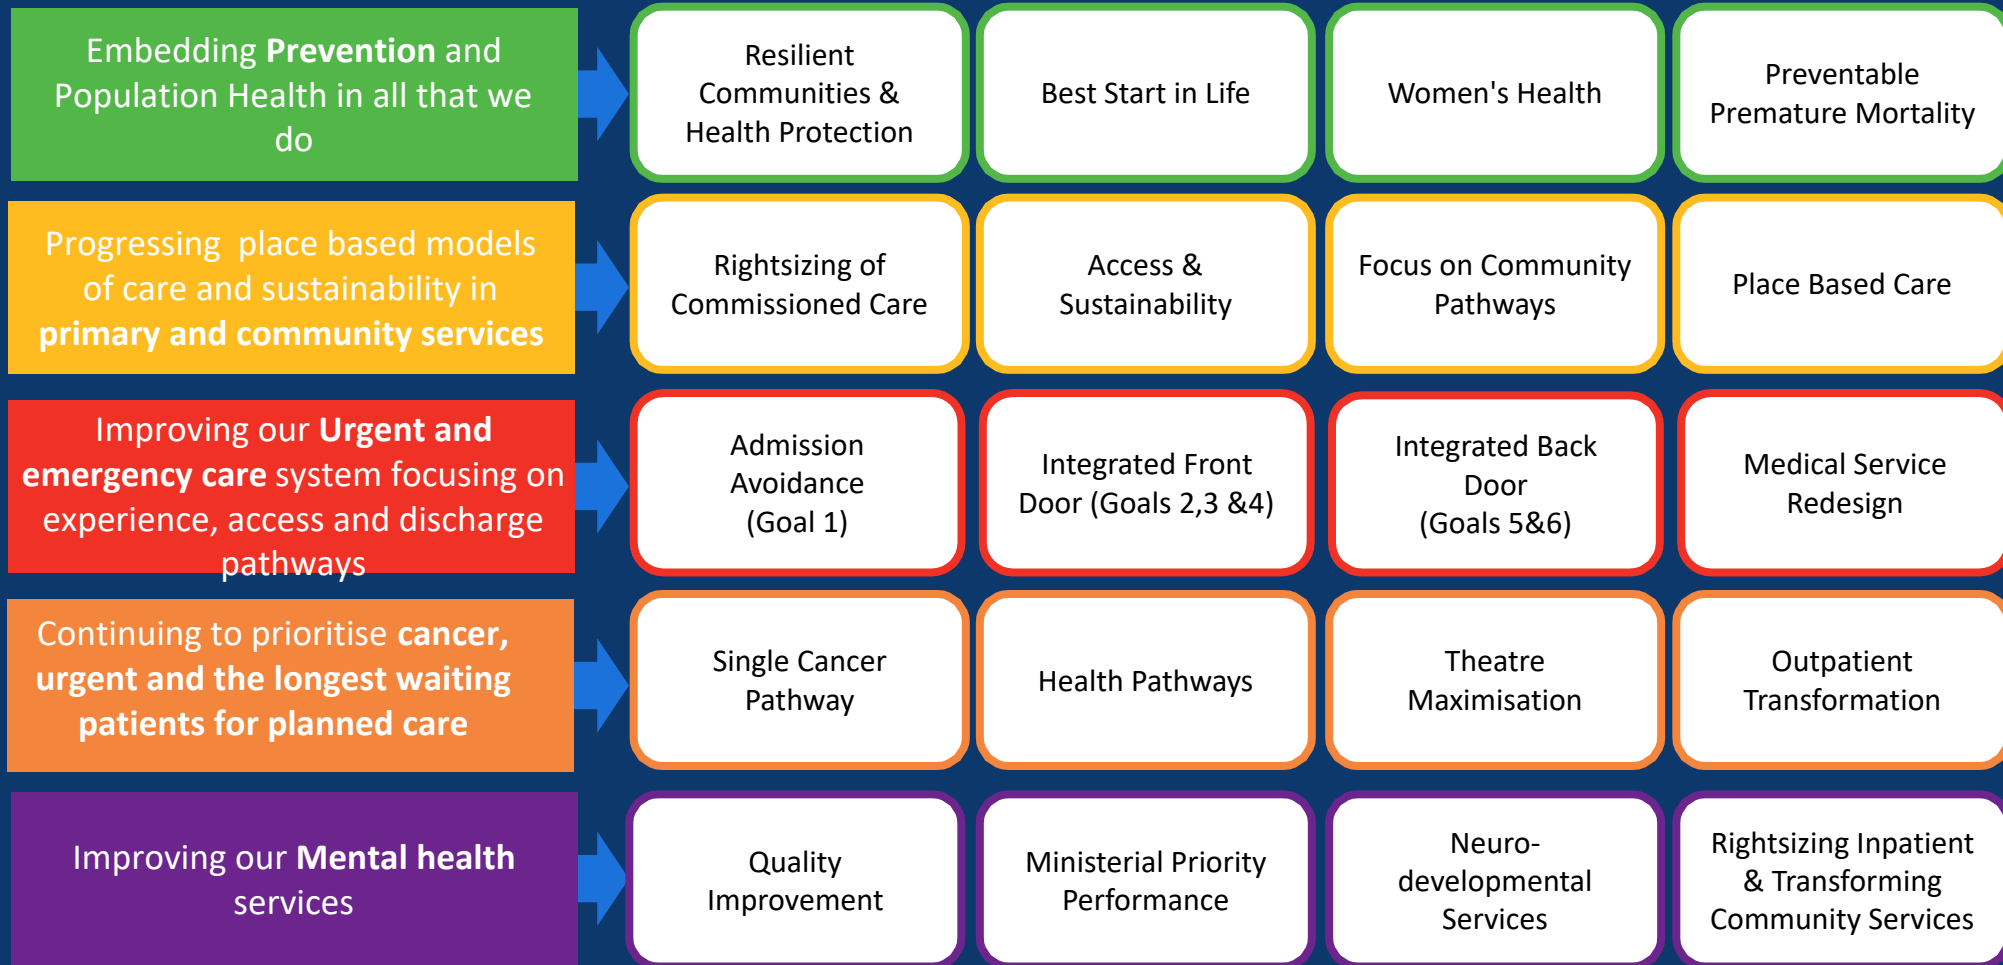 Embedding Prevention and
Population Health in all that we
do
Resilient
Communities &
Health Protection
Best Start in Life
Women's Health
Preventable
Premature Mortality
Progressing place based models
of care and sustainability in
primary and community services
Rightsizing of
Commissioned Care
Access &
Sustainability
Focus on Community
Pathways
Place Based Care
Improving our Urgent and
emergency care system focusing on
experience, access and discharge
pathways
Admission
Avoidance
(Goal 1)
Integrated Front
Door (Goals 2,3 &4)
Integrated Back
Door
(Goals 5&6)
Medical Service
Redesign
Continuing to prioritise cancer,
urgent and the longest waiting
patients for planned care
Single Cancer
Pathway
Health Pathways
Theatre
Maximisation
Outpatient
Transformation
Improving our Mental health
services
Quality
Improvement
Ministerial Priority
Performance
Neuro-
developmental
Services
Rightsizing Inpatient
& Transforming
Community Services